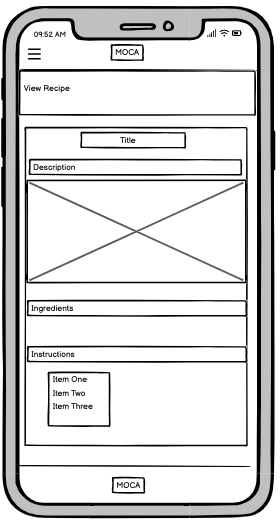 09:52 AM
MOCA
View Recipe
Title
Description
Ingredients
Instructions
Item One
Item Two
Item Three
MOCA